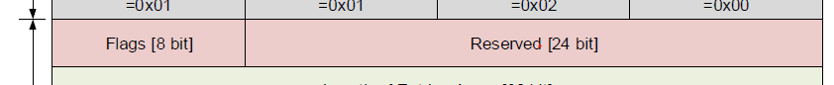 =0x01 =0x01 =0x02 =0x00
Flags [8 bit] Reserved [24 bit]